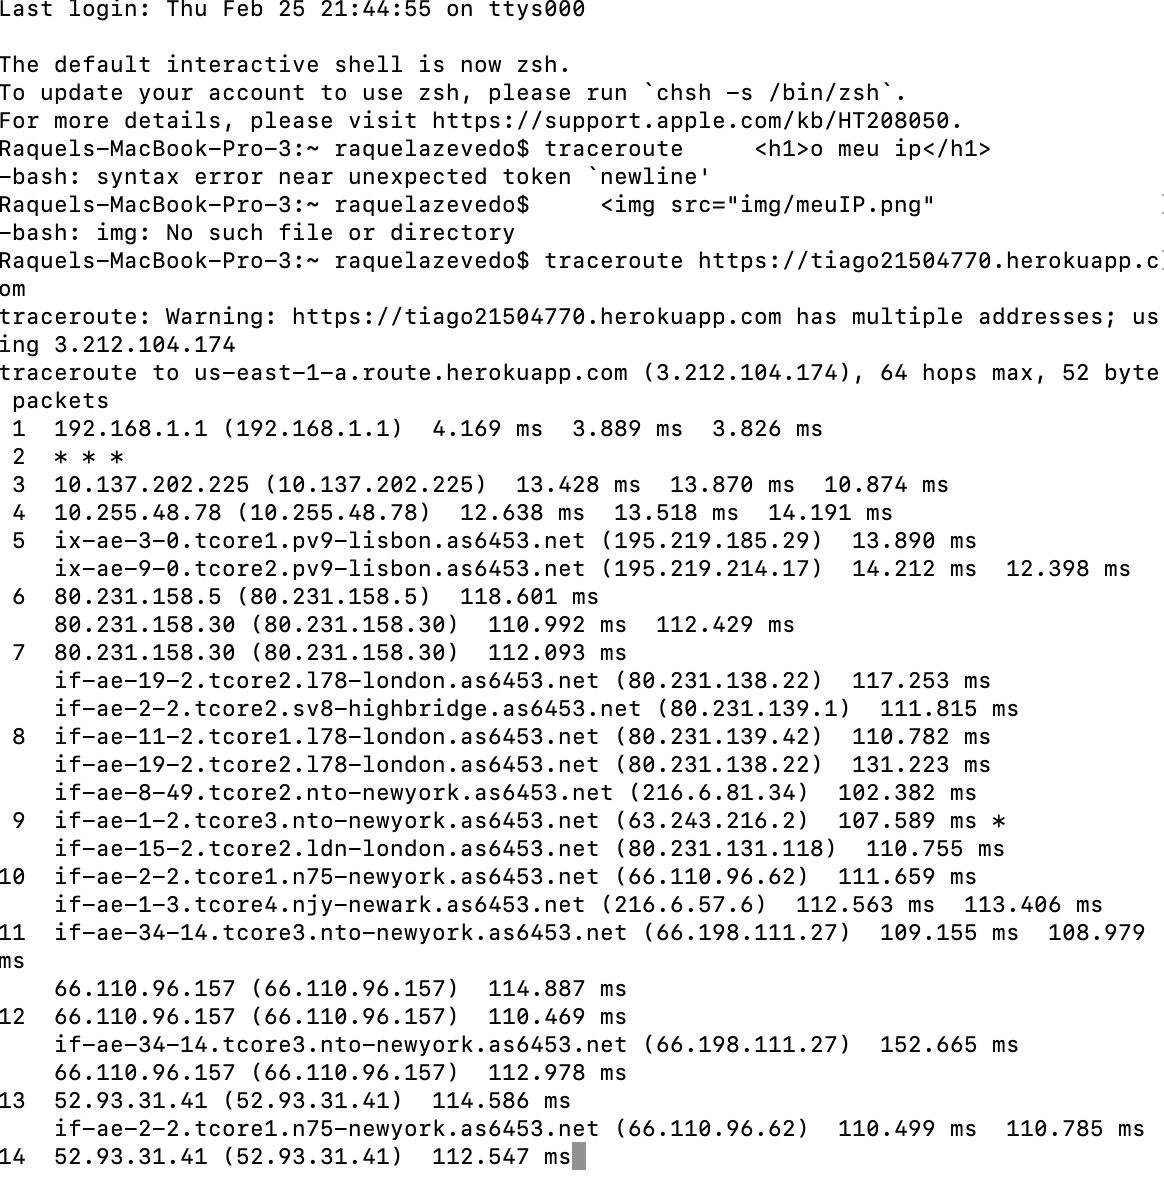 Last login: Thu Feb 25 21:44:55 on ttys000
The default interactive shell is now zsh.
To update your account to use zsh, please run `chsh -s /bin/zsh`.
For more details, please visit https://support.apple.com/kb/HT208050.
Raquels-MacBook-Pro-3:~ raquelazevedo$ traceroute     <h1>o meu ip</h1>
-bash: syntax error near unexpected token `newline'
Raquels-MacBook-Pro-3:~ raquelazevedo$     <img src="img/meuIP.png"
-bash: img: No such file or directory
Raquels-MacBook-Pro-3:~ raquelazevedo$ traceroute https://tiago21504770.herokuapp.c
om
traceroute: Warning: https://tiago21504770.herokuapp.com has multiple addresses; us
ing 3.212.104.174
traceroute to us-east-1-a.route.herokuapp.com (3.212.104.174), 64 hops max, 52 byte
 packets
 1  192.168.1.1 (192.168.1.1)  4.169 ms  3.889 ms  3.826 ms
 2  * * *
 3  10.137.202.225 (10.137.202.225)  13.428 ms  13.870 ms  10.874 ms
 4  10.255.48.78 (10.255.48.78)  12.638 ms  13.518 ms  14.191 ms
 5  ix-ae-3-0.tcore1.pv9-lisbon.as6453.net (195.219.185.29)  13.890 ms
    ix-ae-9-0.tcore2.pv9-lisbon.as6453.net (195.219.214.17)  14.212 ms  12.398 ms
 6  80.231.158.5 (80.231.158.5)  118.601 ms
    80.231.158.30 (80.231.158.30)  110.992 ms  112.429 ms
 7  80.231.158.30 (80.231.158.30)  112.093 ms
    if-ae-19-2.tcore2.l78-london.as6453.net (80.231.138.22)  117.253 ms
    if-ae-2-2.tcore2.sv8-highbridge.as6453.net (80.231.139.1)  111.815 ms
 8  if-ae-11-2.tcore1.l78-london.as6453.net (80.231.139.42)  110.782 ms
    if-ae-19-2.tcore2.l78-london.as6453.net (80.231.138.22)  131.223 ms
    if-ae-8-49.tcore2.nto-newyork.as6453.net (216.6.81.34)  102.382 ms
 9  if-ae-1-2.tcore3.nto-newyork.as6453.net (63.243.216.2)  107.589 ms *
    if-ae-15-2.tcore2.ldn-london.as6453.net (80.231.131.118)  110.755 ms
10  if-ae-2-2.tcore1.n75-newyork.as6453.net (66.110.96.62)  111.659 ms
    if-ae-1-3.tcore4.njy-newark.as6453.net (216.6.57.6)  112.563 ms  113.406 ms
11  if-ae-34-14.tcore3.nto-newyork.as6453.net (66.198.111.27)  109.155 ms  108.979
ms
    66.110.96.157 (66.110.96.157)  114.887 ms
12  66.110.96.157 (66.110.96.157)  110.469 ms
    if-ae-34-14.tcore3.nto-newyork.as6453.net (66.198.111.27)  152.665 ms
    66.110.96.157 (66.110.96.157)  112.978 ms
13  52.93.31.41 (52.93.31.41)  114.586 ms
    if-ae-2-2.tcore1.n75-newyork.as6453.net (66.110.96.62)  110.499 ms  110.785 ms
14  52.93.31.41 (52.93.31.41)  112.547 ms